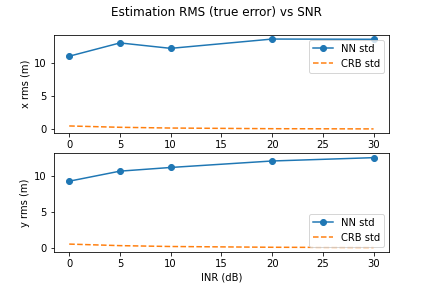 Estimation RMS (true error) vs SNR
x rms (m)
10
5
0
NN std
CRB std
0 5 10 15 20 25 30
y rms (m)
10
5
0
NN std
CRB std
0 5 10 15 20 25 30
INR (dB)